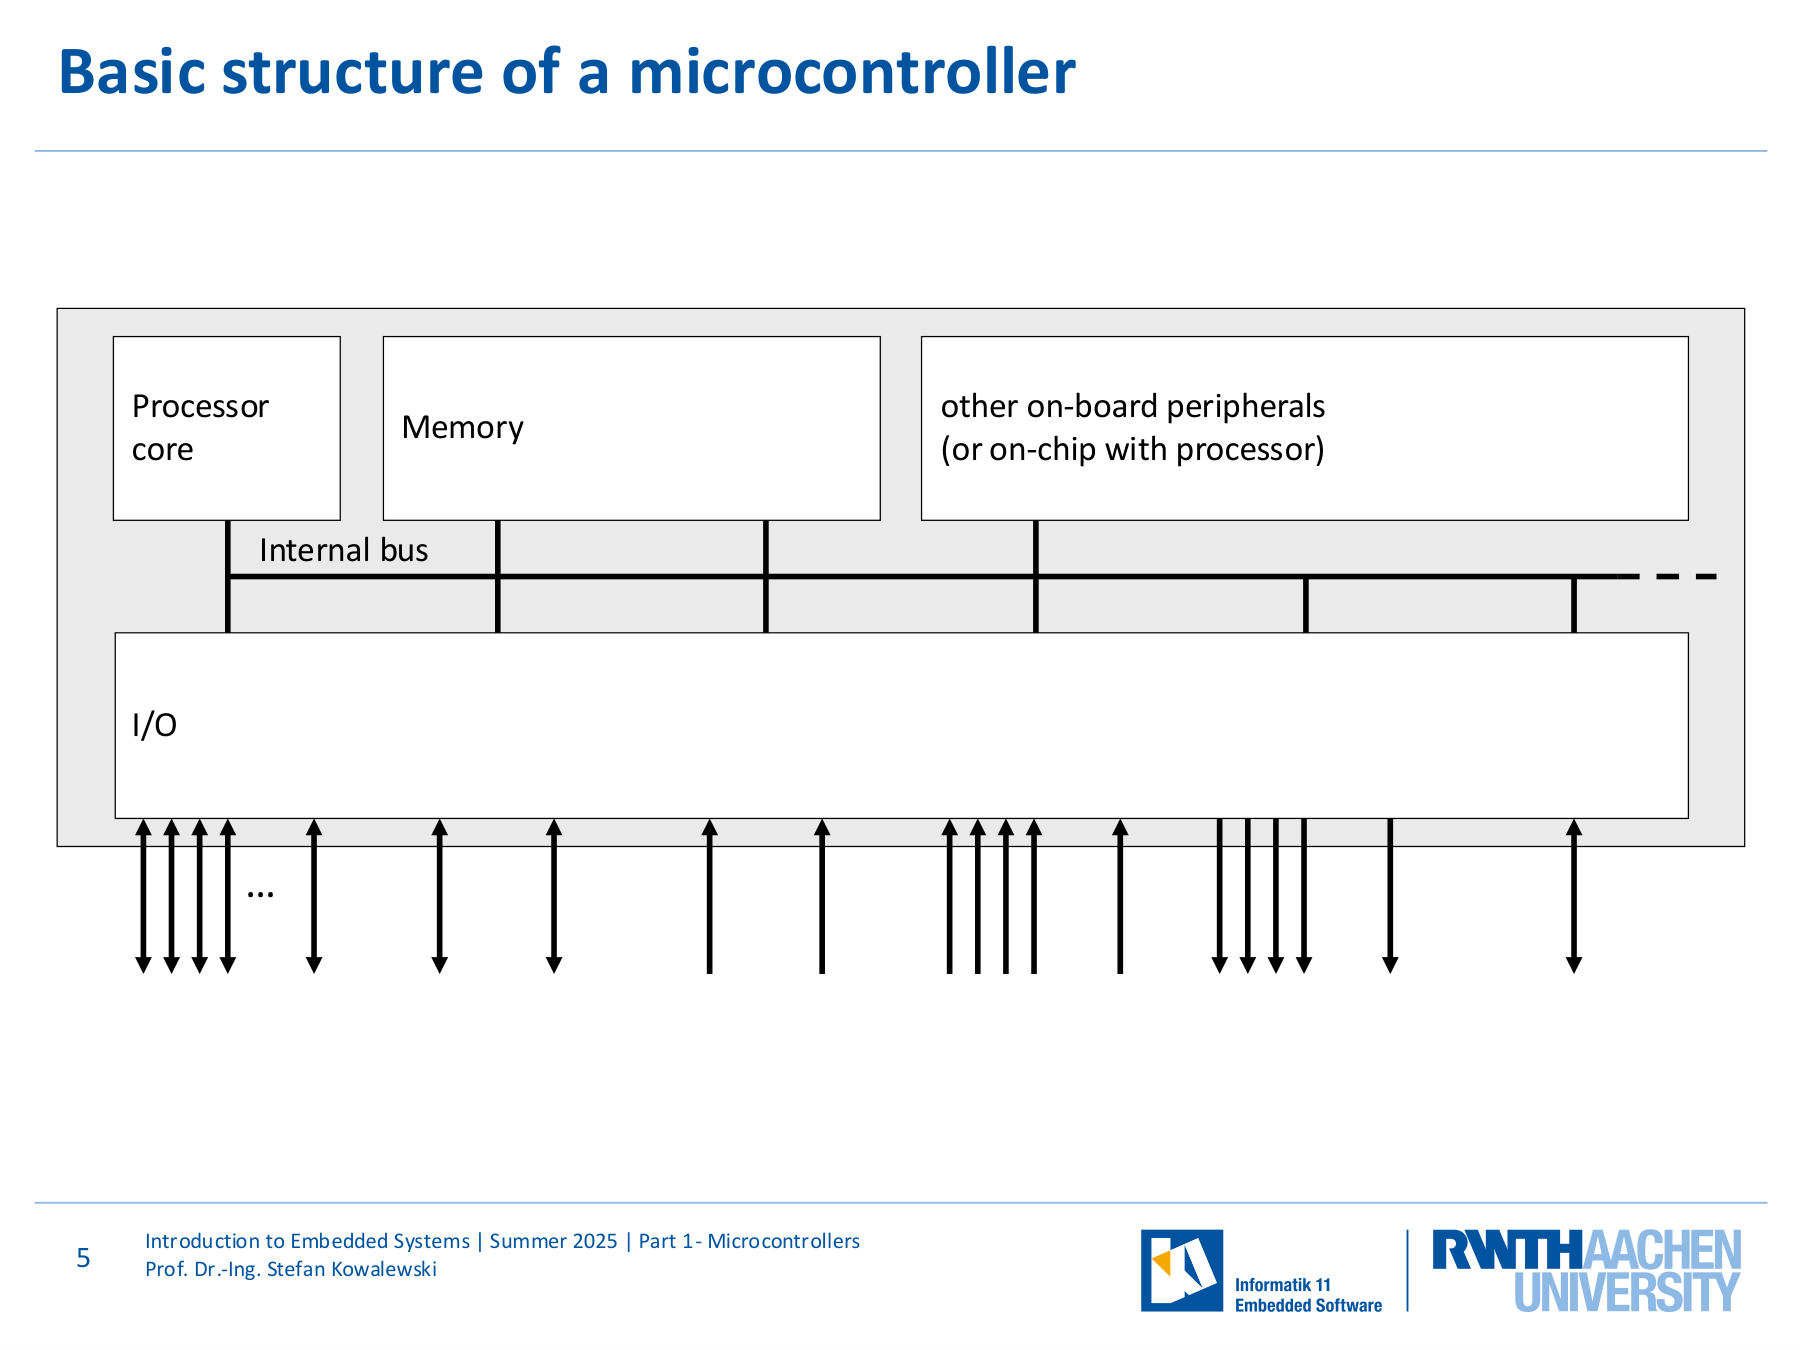 Basic structure of a microcontroller
Processor
core
Memory
other on-board peripherals
(or on-chip with processor)
Internal bus
I/O
...
5
Introduction to Embedded Systems | Summer 2025 | Part 1- Microcontrollers
Prof. Dr.-Ing. Stefan Kowalewski
Informatik 11
Embedded Software
RWTHAACHEN
UNIVERSITY